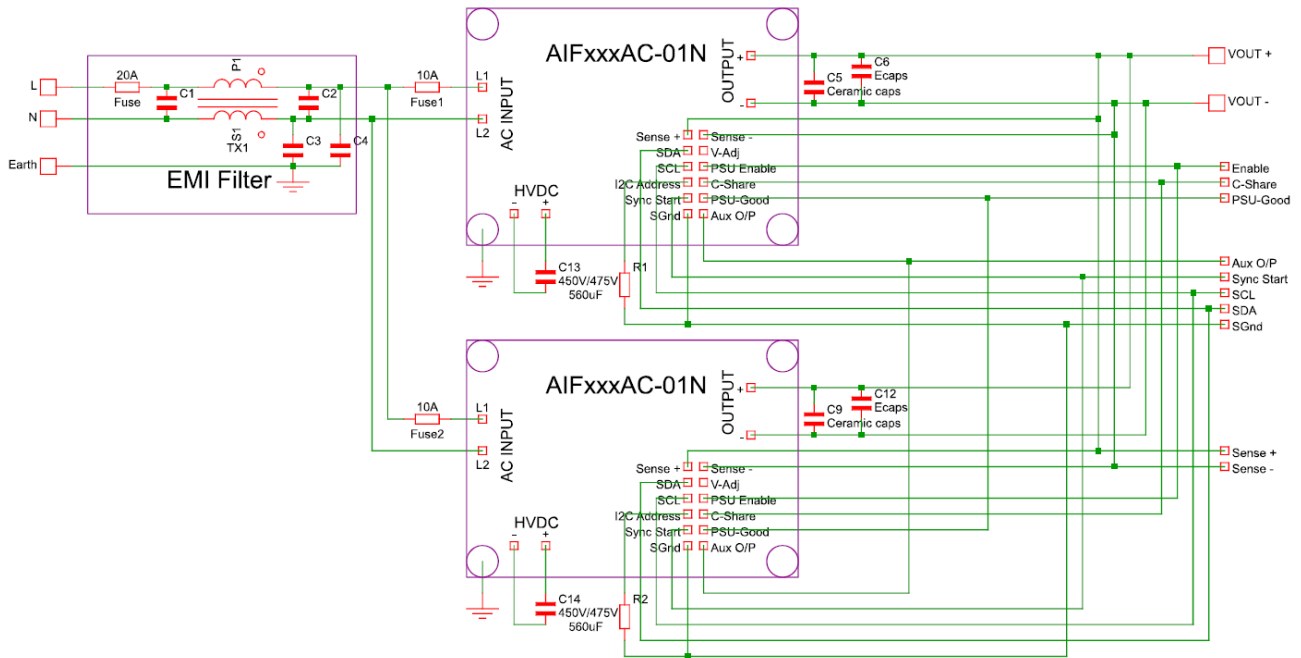 L
N
Earth
20A
Fuse
P1
S1
TX1
C1
C2
C3
C4
EMI Filter
10A
Fuse1
AIFxxxAC-01N
L1
L2
AC INPUT
OUTPUT
+
-
C5
Ceramic caps
C6
Ecaps
VOUT +
VOUT -
Sense +
Sense -
SDA
V-Adj
SCL
PSU Enable
I2C Address
C-Share
Sync Start
PSU-Good
SGnd
Aux O/P
HVDC
-
+
C13
450V/475V
560uF
R1
Enable
C-Share
PSU-Good
Aux O/P
Sync Start
SCL
SDA
SGnd
10A
Fuse2
AIFxxxAC-01N
L1
L2
AC INPUT
OUTPUT
+
-
C9
Ceramic caps
C12
Ecaps
Sense +
Sense -
SDA
V-Adj
SCL
PSU Enable
I2C Address
C-Share
Sync Start
PSU-Good
SGnd
Aux O/P
HVDC
-
+
C14
450V/475V
560uF
R2
Sense +
Sense -